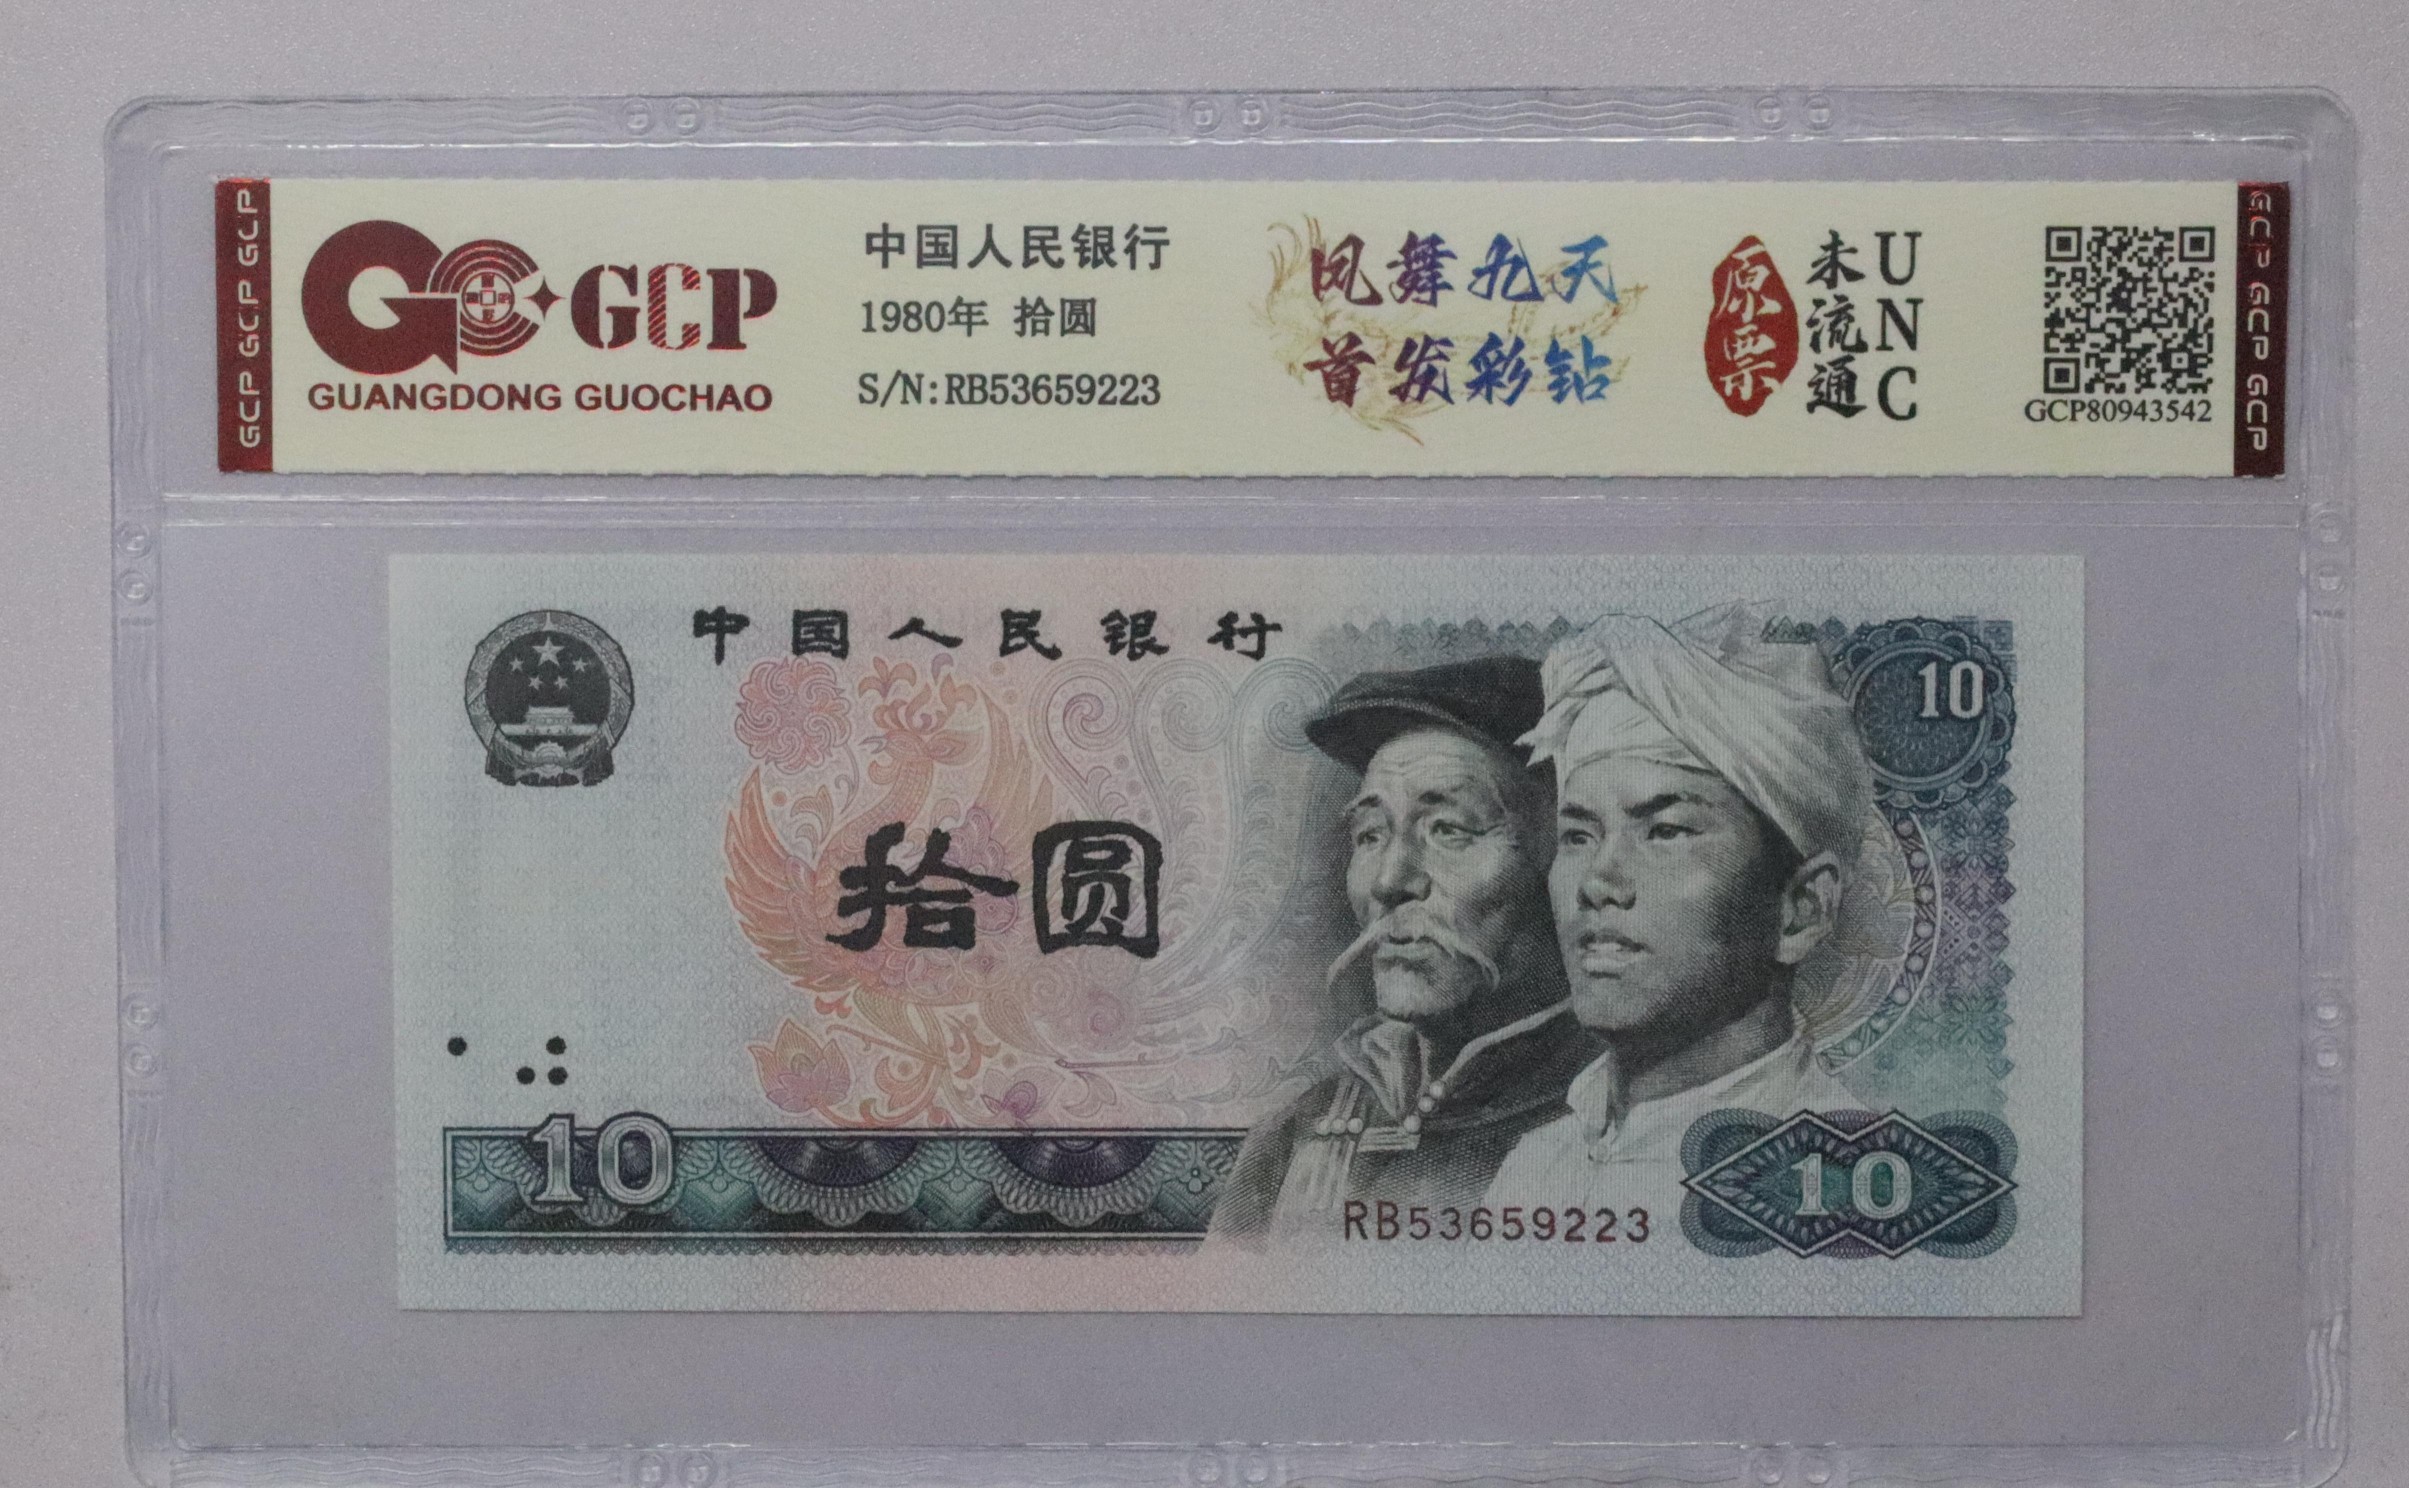 GCP GCP GCP
GCP
GUANGDONG GUOCHAO
中国人民银行
1980年 拾圆
S/N:RB53659223
凤舞九天
首发彩钻
原票
未流通
UNC
GCP80943542
GCP GCP GCP
中国人民银行
10
拾圆
10
RB53659223
10